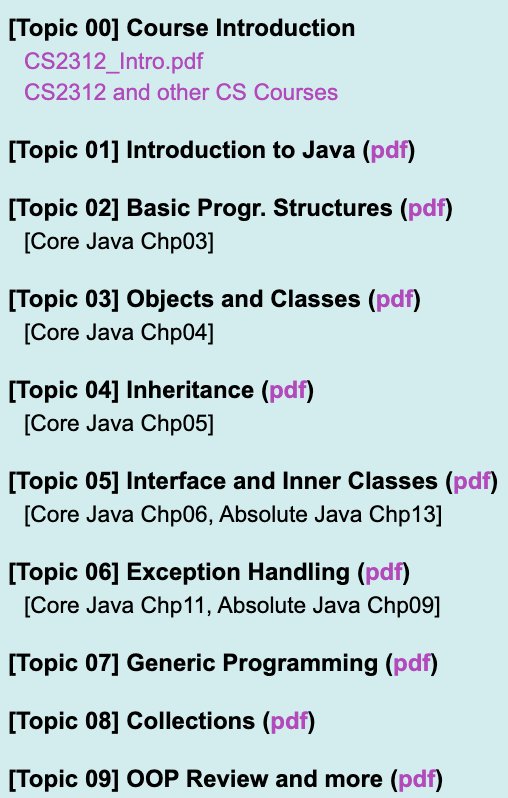 [Topic 00] Course Introduction
CS2312_Intro.pdf
CS2312 and other CS Courses
[Topic 01] Introduction to Java (pdf)
[Topic 02] Basic Progr. Structures (pdf)
[Core Java Chp03]
[Topic 03] Objects and Classes (pdf)
[Core Java Chp04]
[Topic 04] Inheritance (pdf)
[Core Java Chp05]
[Topic 05] Interface and Inner Classes (pdf)
[Core Java Chp06, Absolute Java Chp13]
[Topic 06] Exception Handling (pdf)
[Core Java Chp11, Absolute Java Chp09]
[Topic 07] Generic Programming (pdf)
[Topic 08] Collections (pdf)
[Topic 09] OOP Review and more (pdf)